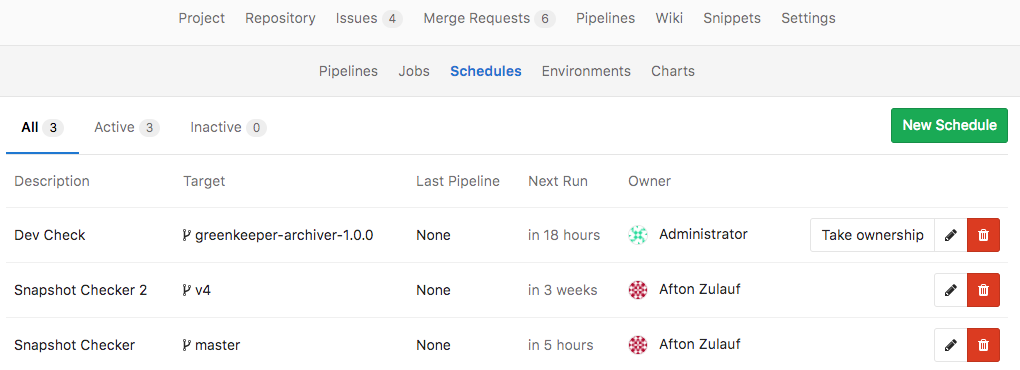 Project Repository Issues 4 Merge Requests 6 Pipelines Wiki Snippets Settings
Pipelines Jobs Schedules Environments Charts
All 3 Active 3 Inactive 0 New Schedule
Description Target Last Pipeline Next Run Owner
Dev Check greenkeeper-archiver-1.0.0 None in 18 hours Administrator Take ownership
Snapshot Checker 2 v4 None in 3 weeks Afton Zulauf
Snapshot Checker master None in 5 hours Afton Zulauf